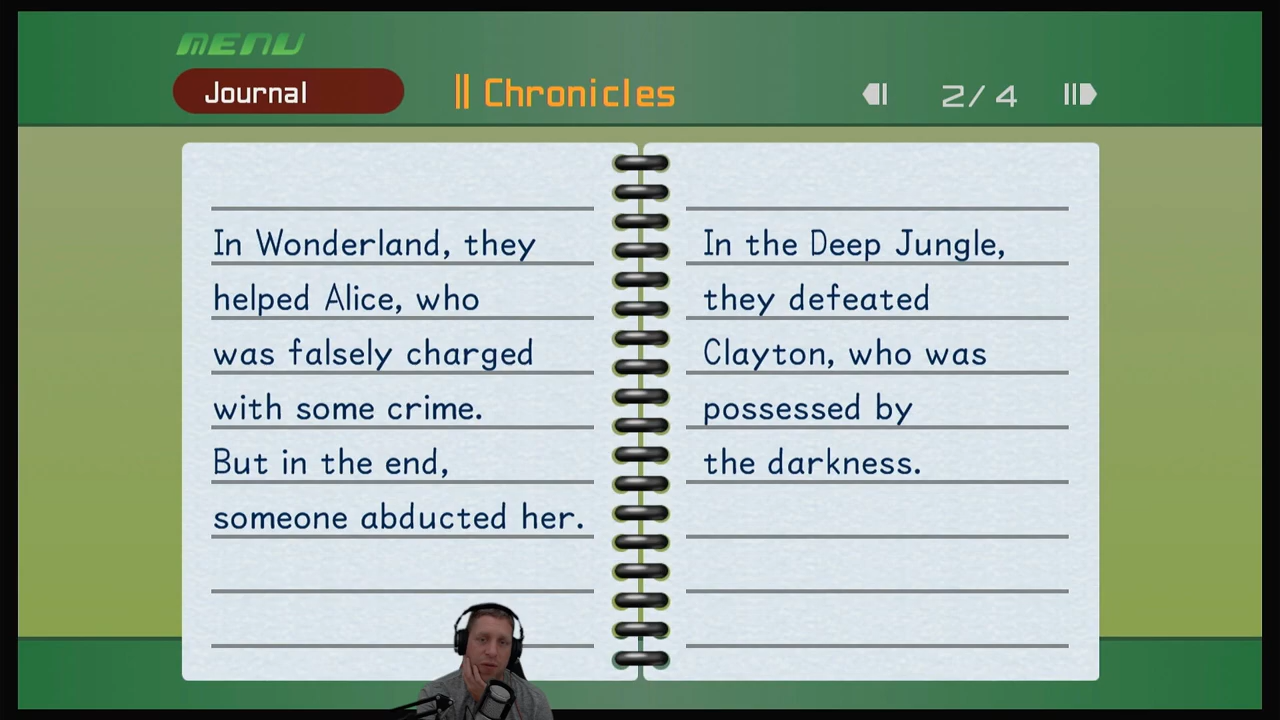 MENU
Journal
Chronicles
2/4
In Wonderland, they
helped Alice, who
was falsely charged
with some crime.
But in the end,
someone abducted her.
In the Deep Jungle,
they defeated
Clayton, who was
possessed by
the darkness.